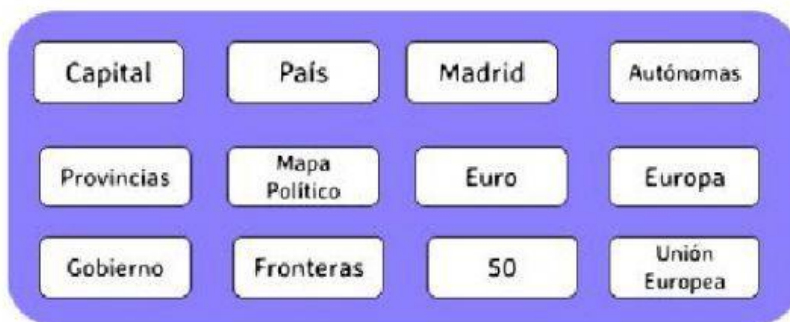 Capital
País
Madrid
Autónomas
Provincias
Mapa
Político
Euro
Europa
Gobierno
Fronteras
50
Unión
Europea